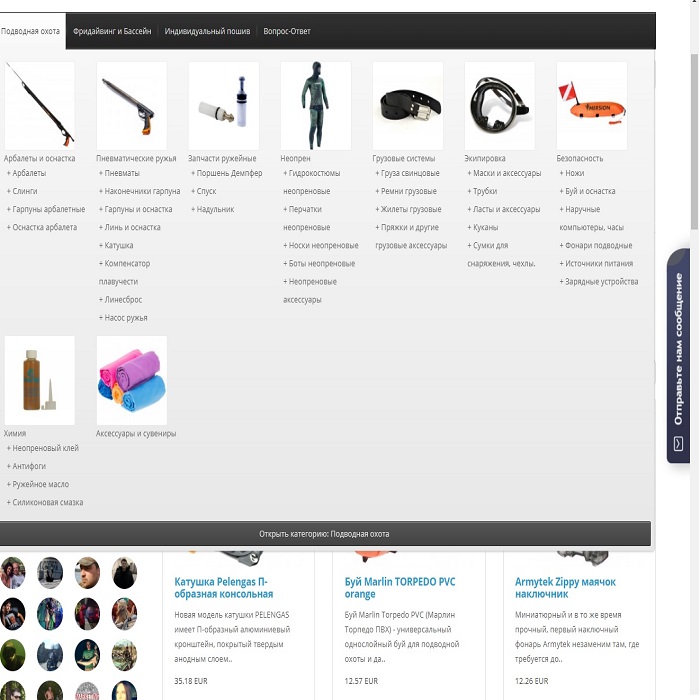 Подводная охота
Фридайвинг и Бассейн
Индивидуальный пошив
Вопрос-Ответ
Арбалеты и оснастка
+ Арбалеты
+ Слинги
+ Гарпуны арбалетные
+ Оснастка арбалета
Пневматические ружья
+ Пневматы
+ Наконечники гарпуна
+ Гарпуны и оснастка
+ Линь и оснастка
+ Катушка
+ Компенсатор
плавучести
+ Линесброс
+ Насос ружья
Запчасти ружейные
+ Поршень Демпфер
+ Спуск
+ Надульник
Неопрен
+ Гидрокостюмы
неопреновые
+ Перчатки
неопреновые
+ Носки неопреновые
+ Боты неопреновые
+ Неопреновые
аксессуары
Грузовые системы
+ Груза свинцовые
+ Ремни грузовые
+ Жилеты грузовые
+ Пряжки и другие
грузовые аксессуары
Экипировка
+ Маски и аксессуары
+ Трубки
+ Ласты и аксессуары
+ Куканы
+ Сумки для
снаряжения, чехлы.
Безопасность
+ Ножи
+ Буй и оснастка
+ Наручные
компьютеры, часы
+ Фонари подводные
+ Источники питания
+ Зарядные устройства
Химия
+ Неопреновый клей
+ Антифоги
+ Ружейное масло
+ Силиконовая смазка
Аксессуары и сувениры
Отправьте нам сообщение
Открыть категорию: Подводная охота
Катушка Pelengas П-
образная консольная
Новая модель катушки PELENGAS
имеет П-образный алюминиевый
кронштейн, покрытый твердым
анодным слоем..
35.18 EUR
Буй Marlin TORPEDO PVC
orange
Буй Marlin Torpedo PVC (Марлин
Торпедо ПВХ) - универсальный
однослойный буй для подводной
охоты и да..
12.57 EUR
Armytek Zippy маячок
наключник
Миниатюрный и в то же время
прочный, первый наключный
фонарь Armytek незаменим там, где
требуется до..
12.26 EUR
MARKETING